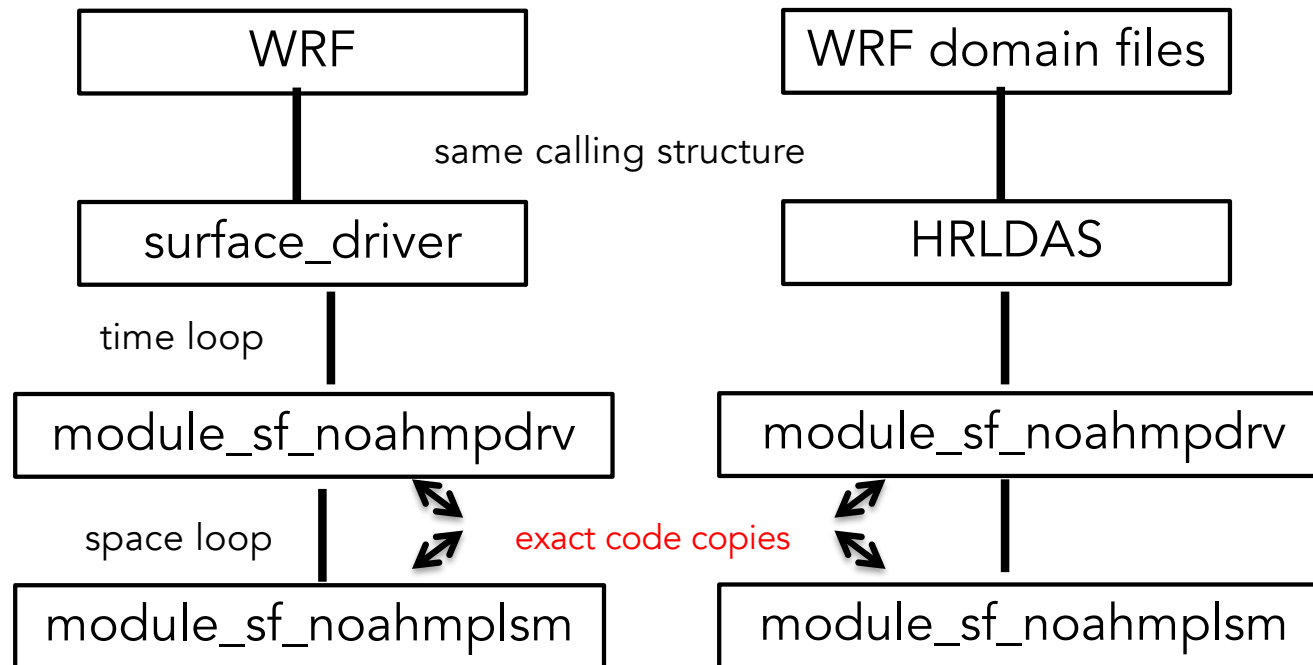 WRF
WRF domain files
same calling structure
surface_driver
HRLDAS
time loop
module_sf_noahmpdrv
module_sf_noahmpdrv
space loop
exact code copies
module_sf_noahmplsm
module_sf_noahmplsm